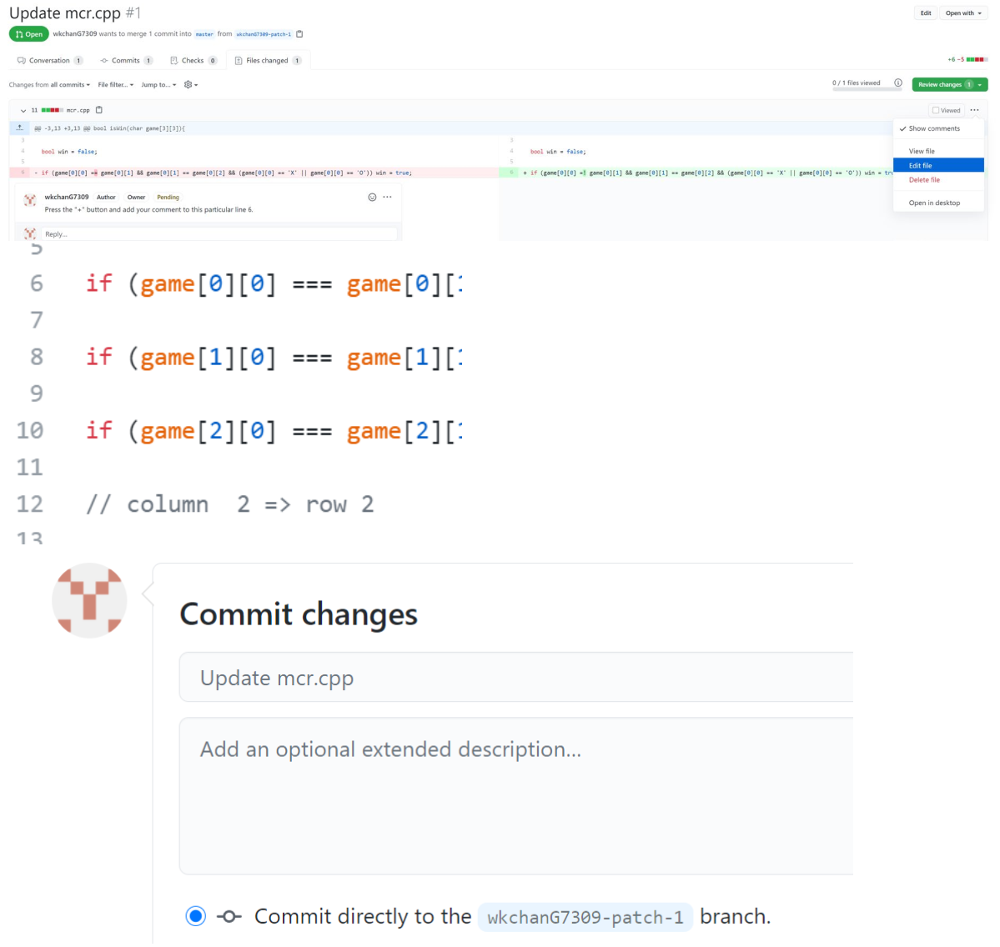 Update mcr.cpp #1
Edit Open with
Open wkchanG7309 wants to merge 1 commit into master from wkchanG7309-patch-1
Conversation 1 Commits 1 Checks 0 Files changed 1 +6 −5
Changes from all commits File filter... Jump to... 0 / 1 files viewed Review changes 1
11 mcr.cpp Viewed
@@ -3,13 +3,13 @@ bool isWin(char game[3][3]){
Show comments
3 3
4 bool win = false; 4 bool win = false;
View file
5 5
Edit file
6 - if (game[0][0] == game[0][1] && game[0][1] == game[0][2] && (game[0][0] == 'X' || game[0][0] == 'O')) win = true;
6 + if (game[0][0] =! game[0][1] && game[0][1] == game[0][2] && (game[0][0] == 'X' || game[0][0] == 'O')) win =
Delete file
wkchanG7309 Author Owner Pending
Open in desktop
Press the "+" button and add your comment to this particular line 6.
Reply...
5
6 if (game[0][0] === game[0][1
7
8 if (game[1][0] === game[1][1
9
10 if (game[2][0] === game[2][1
11
12 // column  2 => row 2
13
Commit changes
Update mcr.cpp
Add an optional extended description...
Commit directly to the wkchanG7309-patch-1 branch.